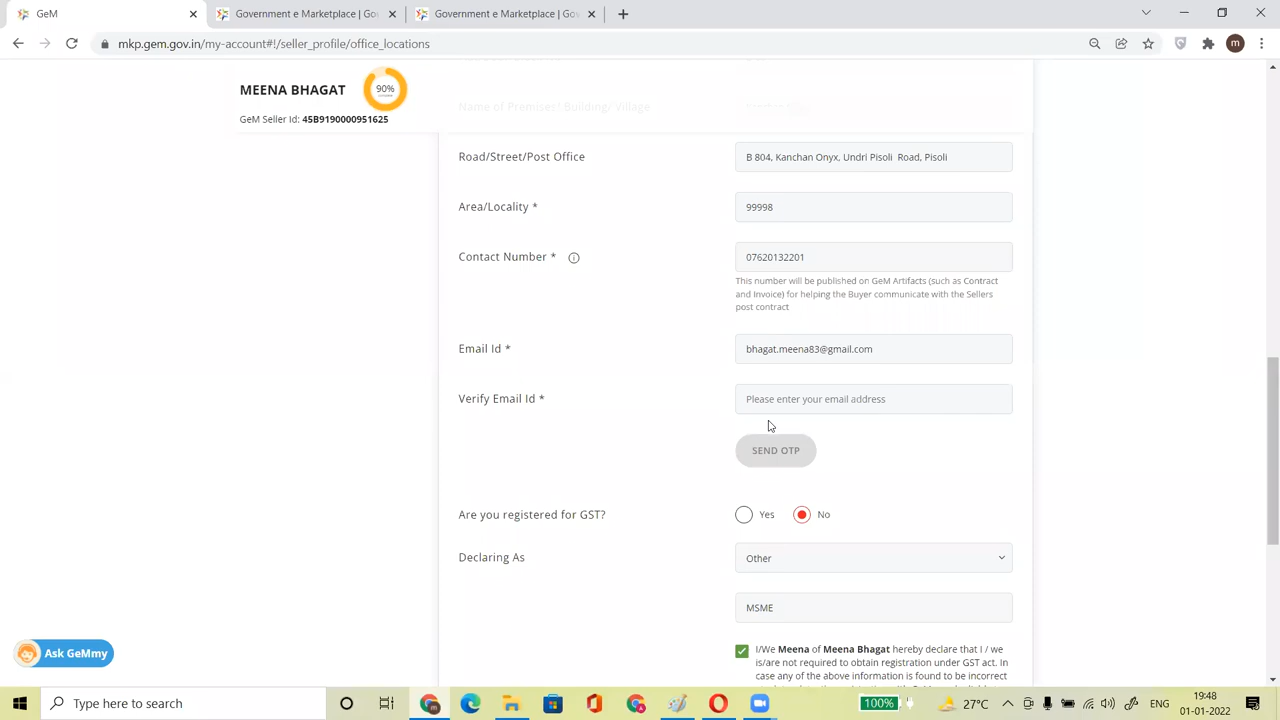 GeM
Government e Marketplace | Go
Government e Marketplace | Go
mkp.gem.gov.in/my-account#!/seller_profile/office_locations
m
MEENA BHAGAT
90%
GeM Seller Id: 45B9190000951625
Name of Premises/ Building/ Village
Road/Street/Post Office
B 804, Kanchan Onyx, Undri Pisoli Road, Pisoli
Area/Locality *
99998
Contact Number *
07620132201
This number will be published on GeM Artifacts (such as Contract
and Invoice) for helping the Buyer communicate with the Sellers
post contract
Email Id *
bhagat.meena83@gmail.com
Verify Email Id *
Please enter your email address
SEND OTP
Are you registered for GST?
Yes
No
Declaring As
Other
MSME
I/We Meena of Meena Bhagat hereby declare that I / we
is/are not required to obtain registration under GST act. In
case any of the above information is found to be incorrect
Ask GeMmy
Type here to search
100%
27°C
ENG
19:48
01-01-2022